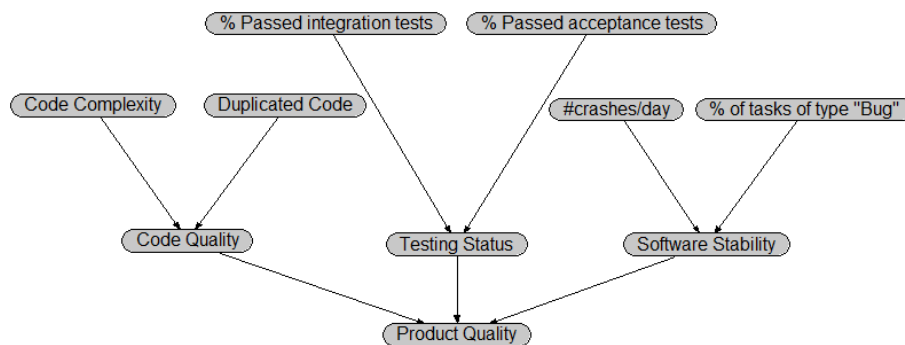 % Passed integration tests
% Passed acceptance tests
Code Complexity
Duplicated Code
#crashes/day
% of tasks of type "Bug"
Code Quality
Testing Status
Software Stability
Product Quality